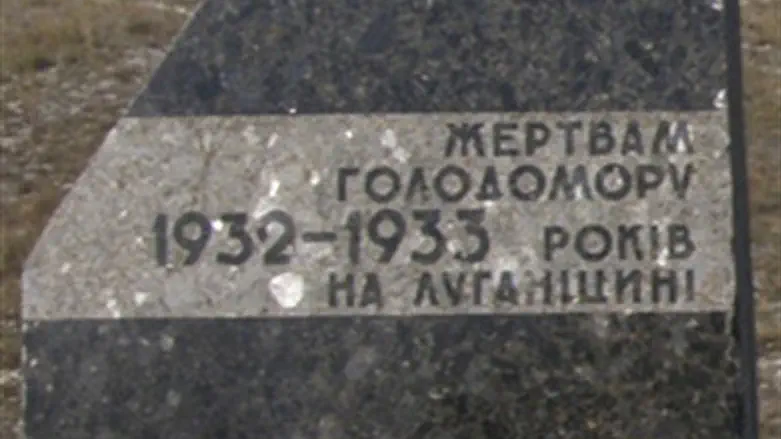 ЖЕРТВАМ
ГОЛОДОМОРУ
1932-1933 РОКІВ
НА ЛУГАНЩИНІ